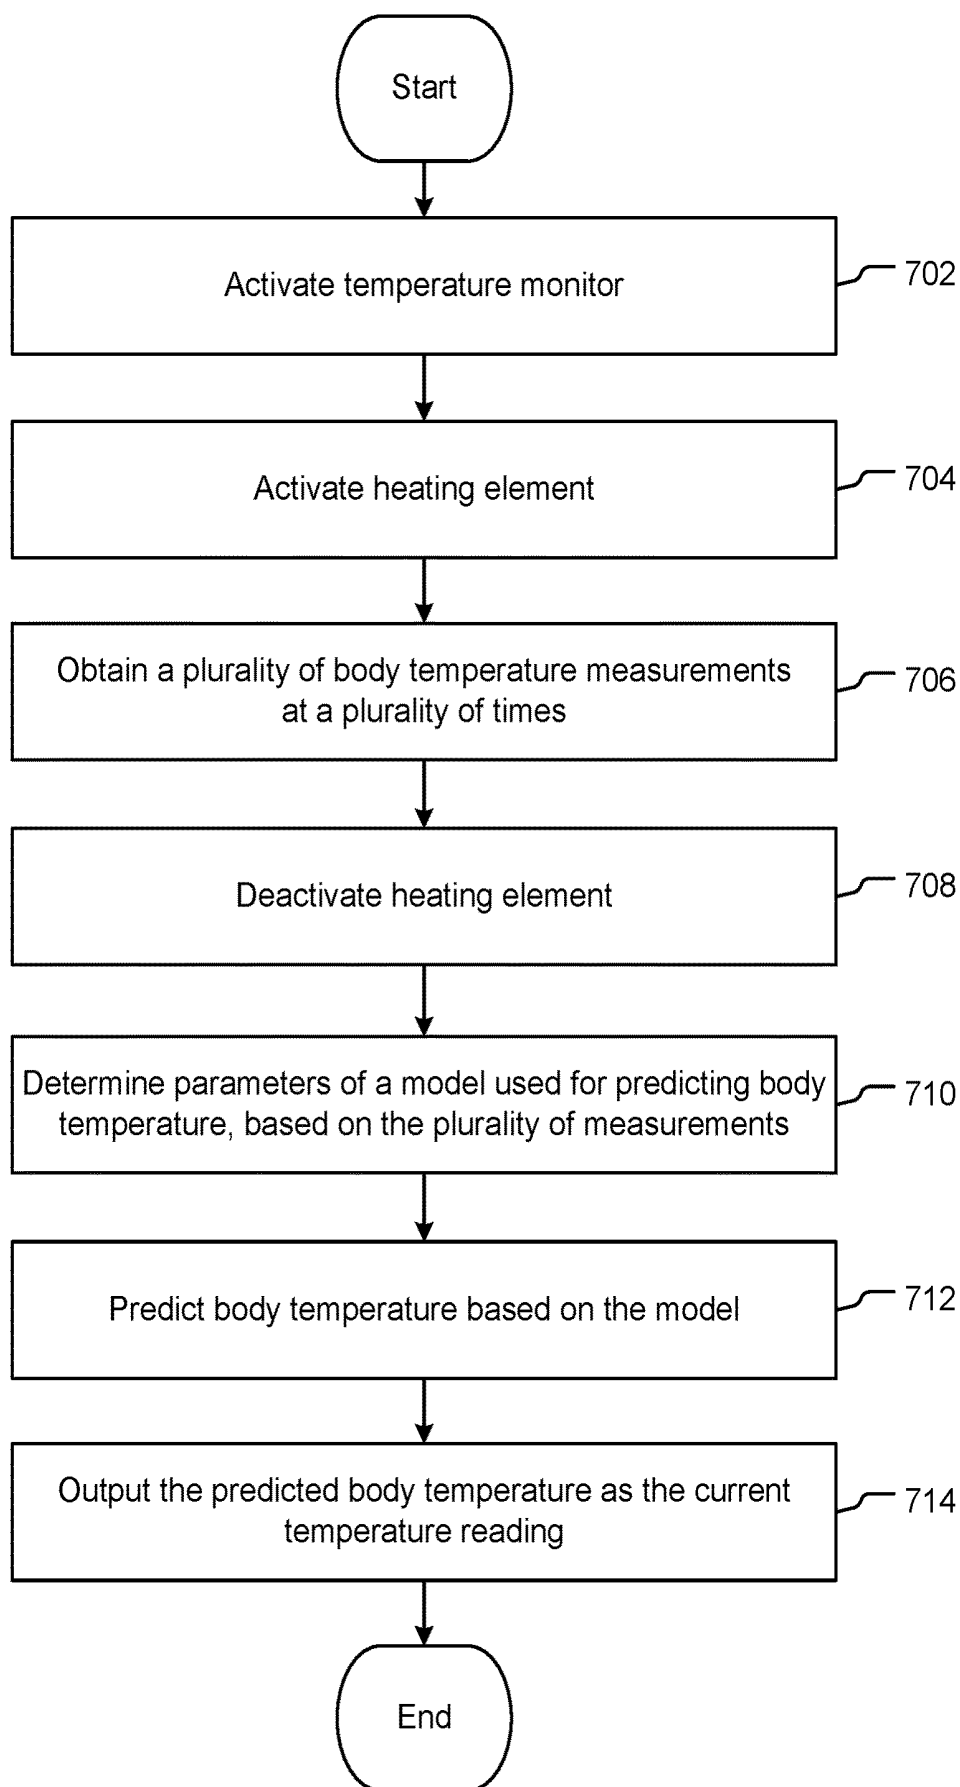 Start
Activate temperature monitor
702
Activate heating element
704
Obtain a plurality of body temperature measurements
at a plurality of times
706
Deactivate heating element
708
Determine parameters of a model used for predicting body
temperature, based on the plurality of measurements
710
Predict body temperature based on the model
712
Output the predicted body temperature as the current
temperature reading
714
End